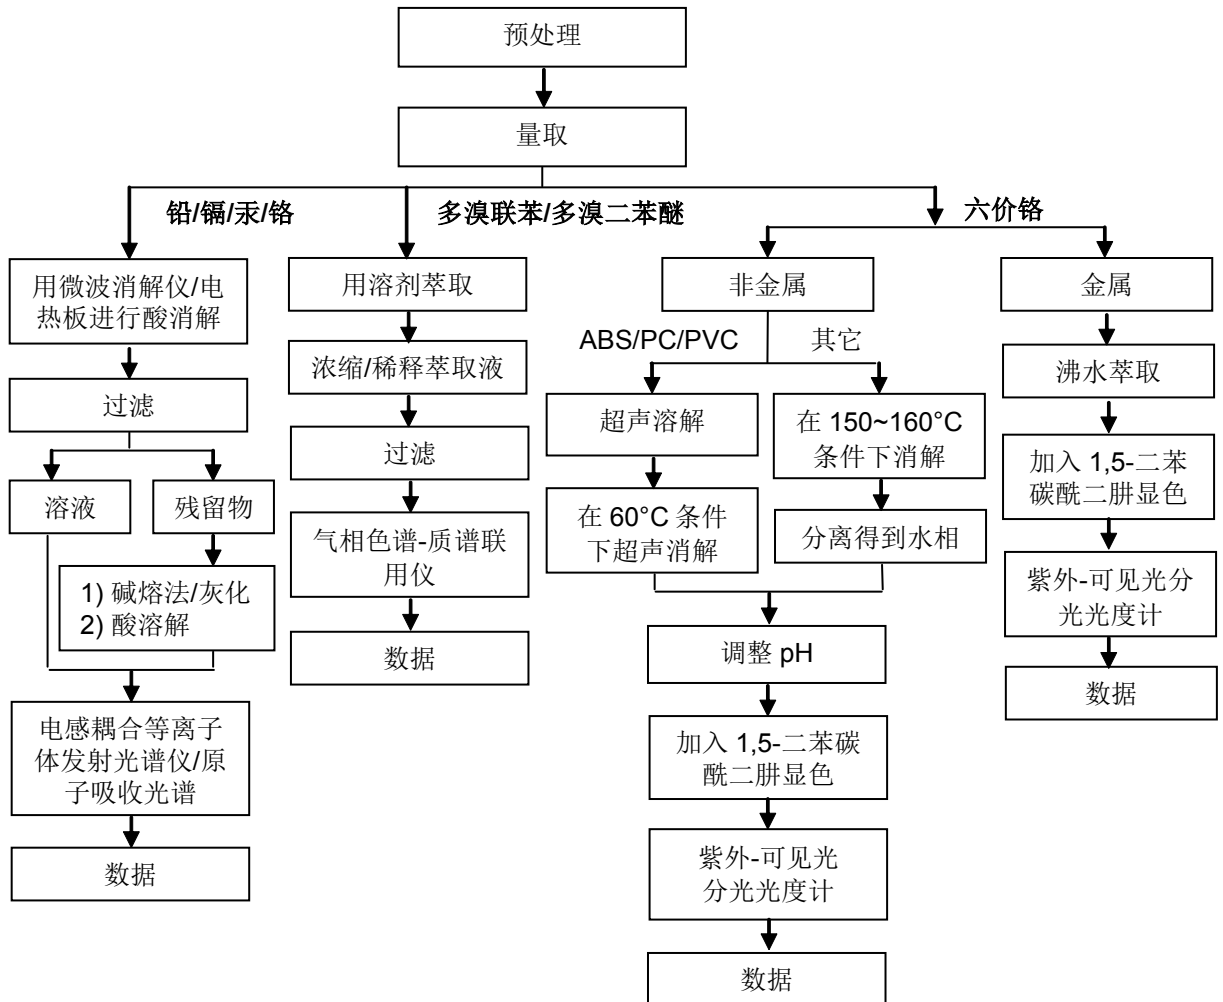 预处理
量取
铅/镉/汞/铬
多溴联苯/多溴二苯醚
六价铬
用微波消解仪/电
热板进行酸消解
过滤
溶液
残留物
1) 碱熔法/灰化
2) 酸溶解
电感耦合等离子
体发射光谱仪/原
子吸收光谱
数据
用溶剂萃取
浓缩/稀释萃取液
过滤
气相色谱-质谱联
用仪
数据
非金属
ABS/PC/PVC
其它
超声溶解
在 60°C 条件
下超声消解
在 150~160°C
条件下消解
分离得到水相
调整 pH
加入 1,5-二苯碳
酰二肼显色
紫外-可见光
分光光度计
数据
金属
沸水萃取
加入 1,5-二苯
碳酰二肼显色
紫外-可见光分
光光度计
数据